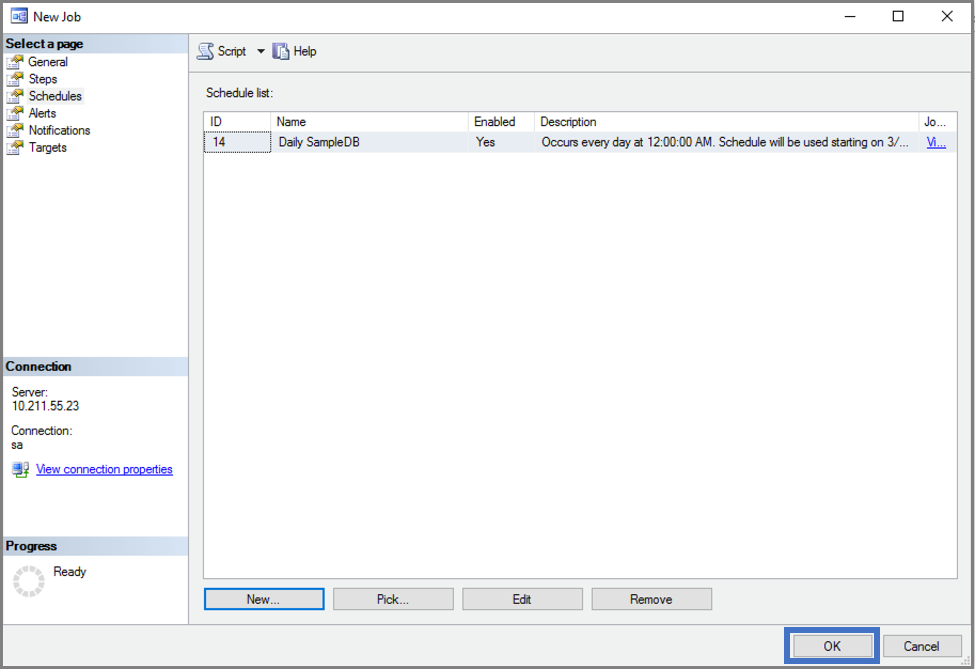 New Job
Select a page
General
Steps
Schedules
Alerts
Notifications
Targets
Script Help
Schedule list:
ID Name Enabled Description Jo...
14 Daily SampleDB Yes Occurs every day at 12:00:00 AM. Schedule will be used starting on 3/... Vi...
Connection
Server:
10.211.55.23
Connection:
sa
View connection properties
Progress
Ready
New... Pick... Edit Remove
OK Cancel